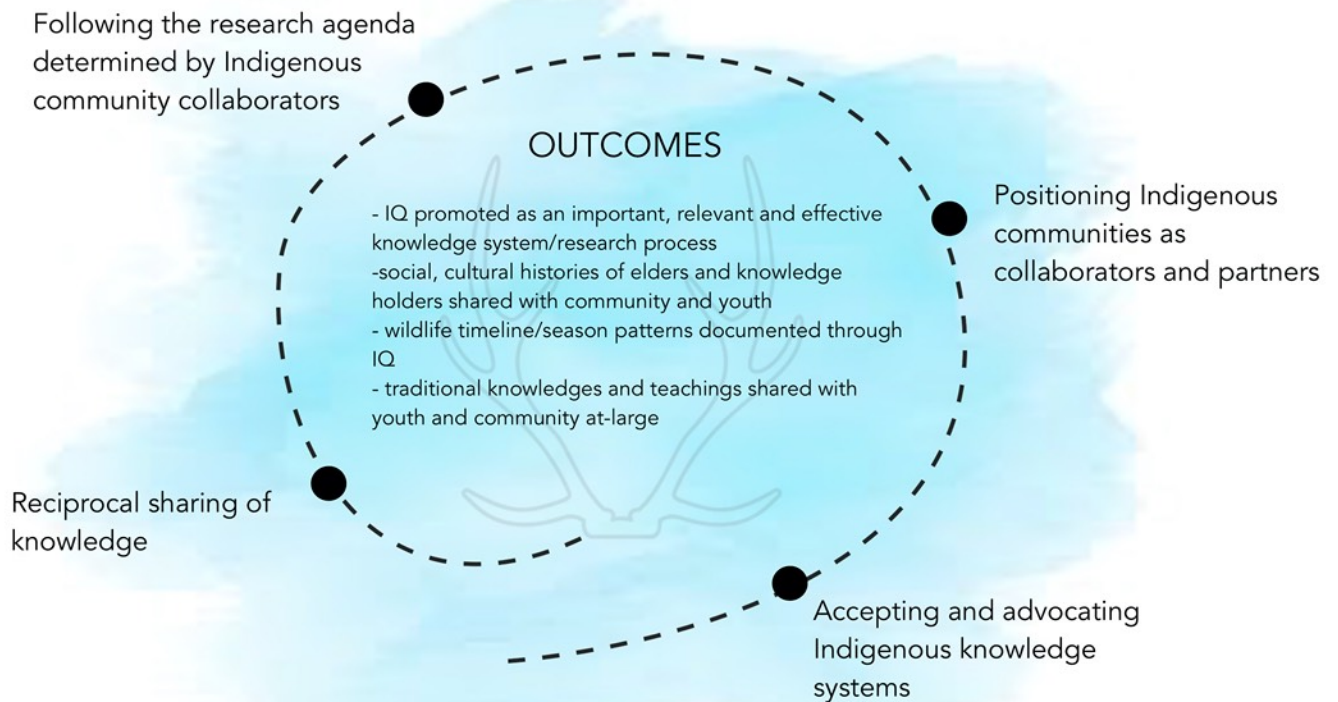 Following the research agenda
determined by Indigenous
community collaborators
OUTCOMES
- IQ promoted as an important, relevant and effective
knowledge system/research process
-social, cultural histories of elders and knowledge
holders shared with community and youth
- wildlife timeline/season patterns documented through
IQ
- traditional knowledges and teachings shared with
youth and community at-large
Positioning Indigenous
communities as
collaborators and partners
Reciprocal sharing of
knowledge
Accepting and advocating
Indigenous knowledge
systems